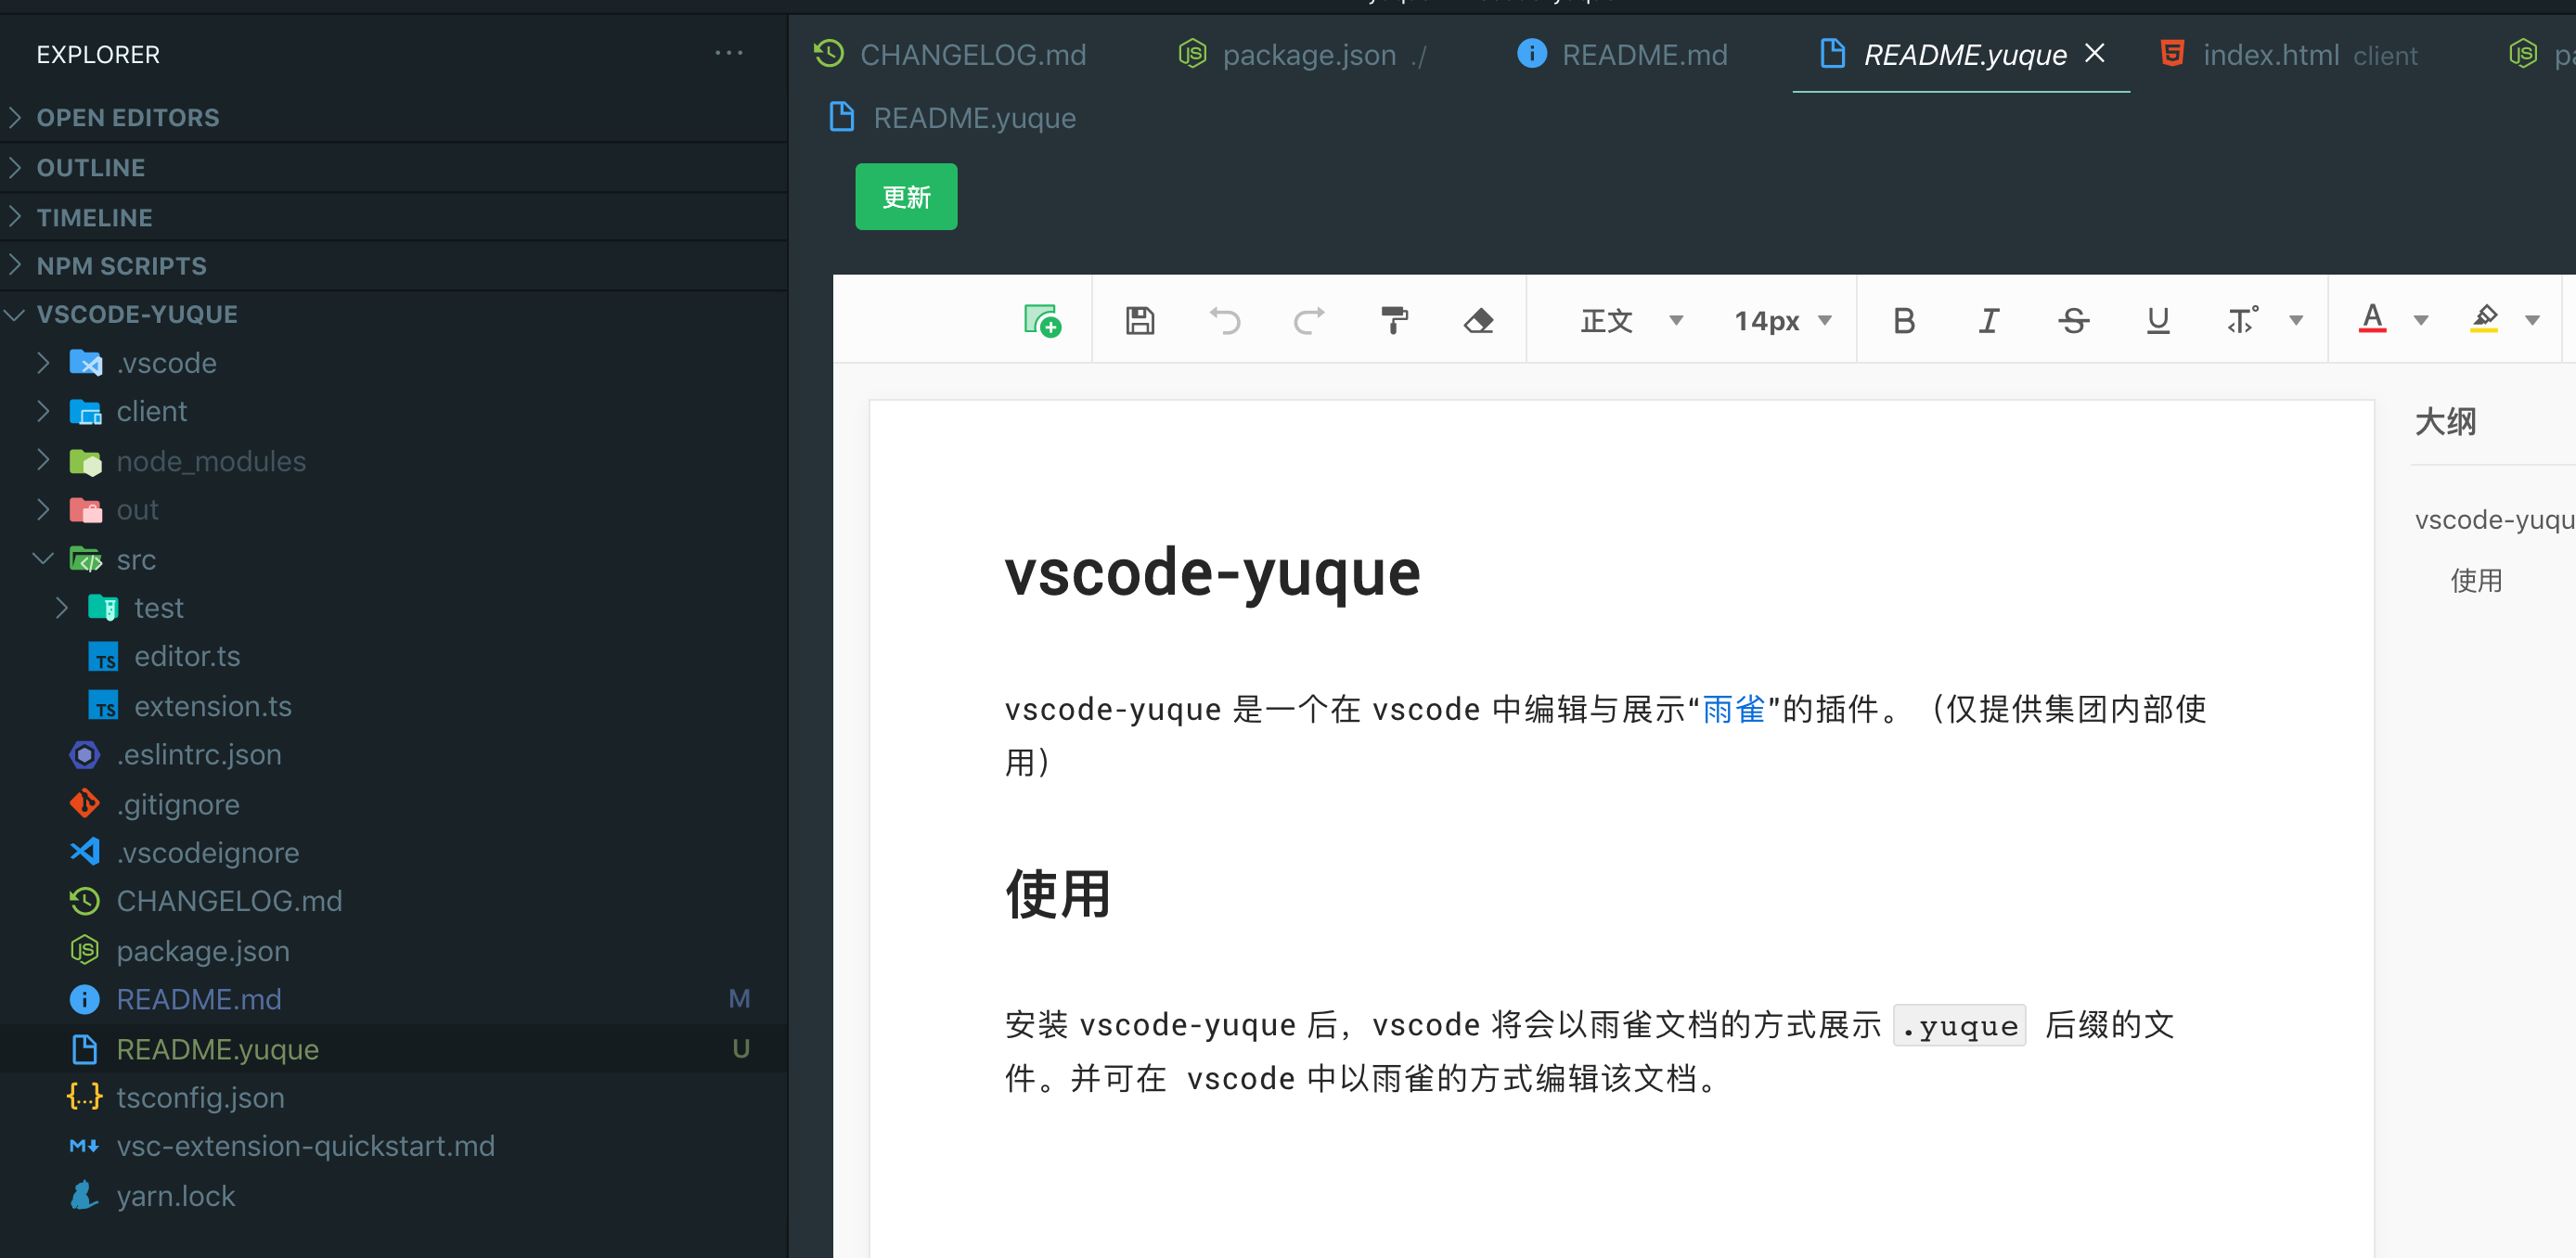 EXPLORER
OPEN EDITORS
OUTLINE
TIMELINE
NPM SCRIPTS
VSCODE-YUQUE
.vscode
client
node_modules
out
src
test
editor.ts
extension.ts
.eslintrc.json
.gitignore
.vscodeignore
CHANGELOG.md
package.json
README.md M
README.yuque U
tsconfig.json
vsc-extension-quickstart.md
yarn.lock
CHANGELOG.md package.json ./ README.md README.yuque index.html client
README.yuque
更新
正文 14px B I S U A
vscode-yuque
vscode-yuque 是一个在 vscode 中编辑与展示“雨雀”的插件。（仅提供集团内部使
用）
使用
安装 vscode-yuque 后，vscode 将会以雨雀文档的方式展示 .yuque 后缀的文
件。并可在 vscode 中以雨雀的方式编辑该文档。
大纲
vscode-yuqu
使用